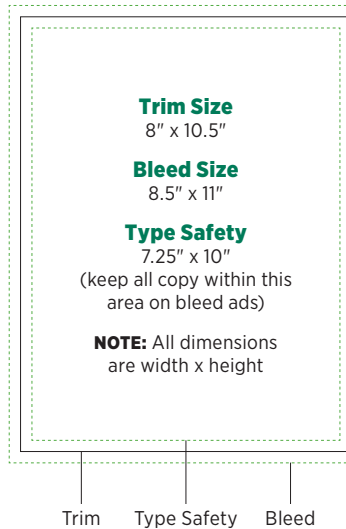 Trim Size
8" x 10.5"
Bleed Size
8.5" x 11"
Type Safety
7.25" x 10"
(keep all copy within this
area on bleed ads)
NOTE: All dimensions
are width x height
Trim Type Safety Bleed